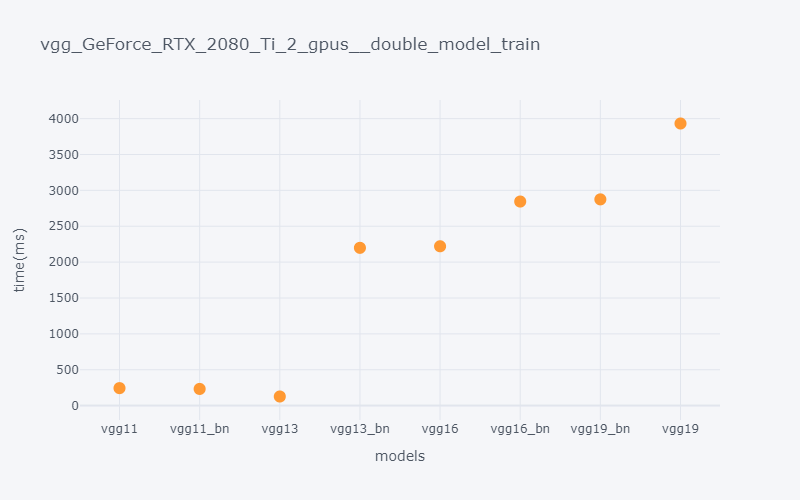 vgg_GeForce_RTX_2080_Ti_2_gpus__double_model_train
4000
3500
3000
2500
2000
1500
1000
500
0
time(ms)
vgg11 vgg11_bn vgg13 vgg13_bn vgg16 vgg16_bn vgg19_bn vgg19
models